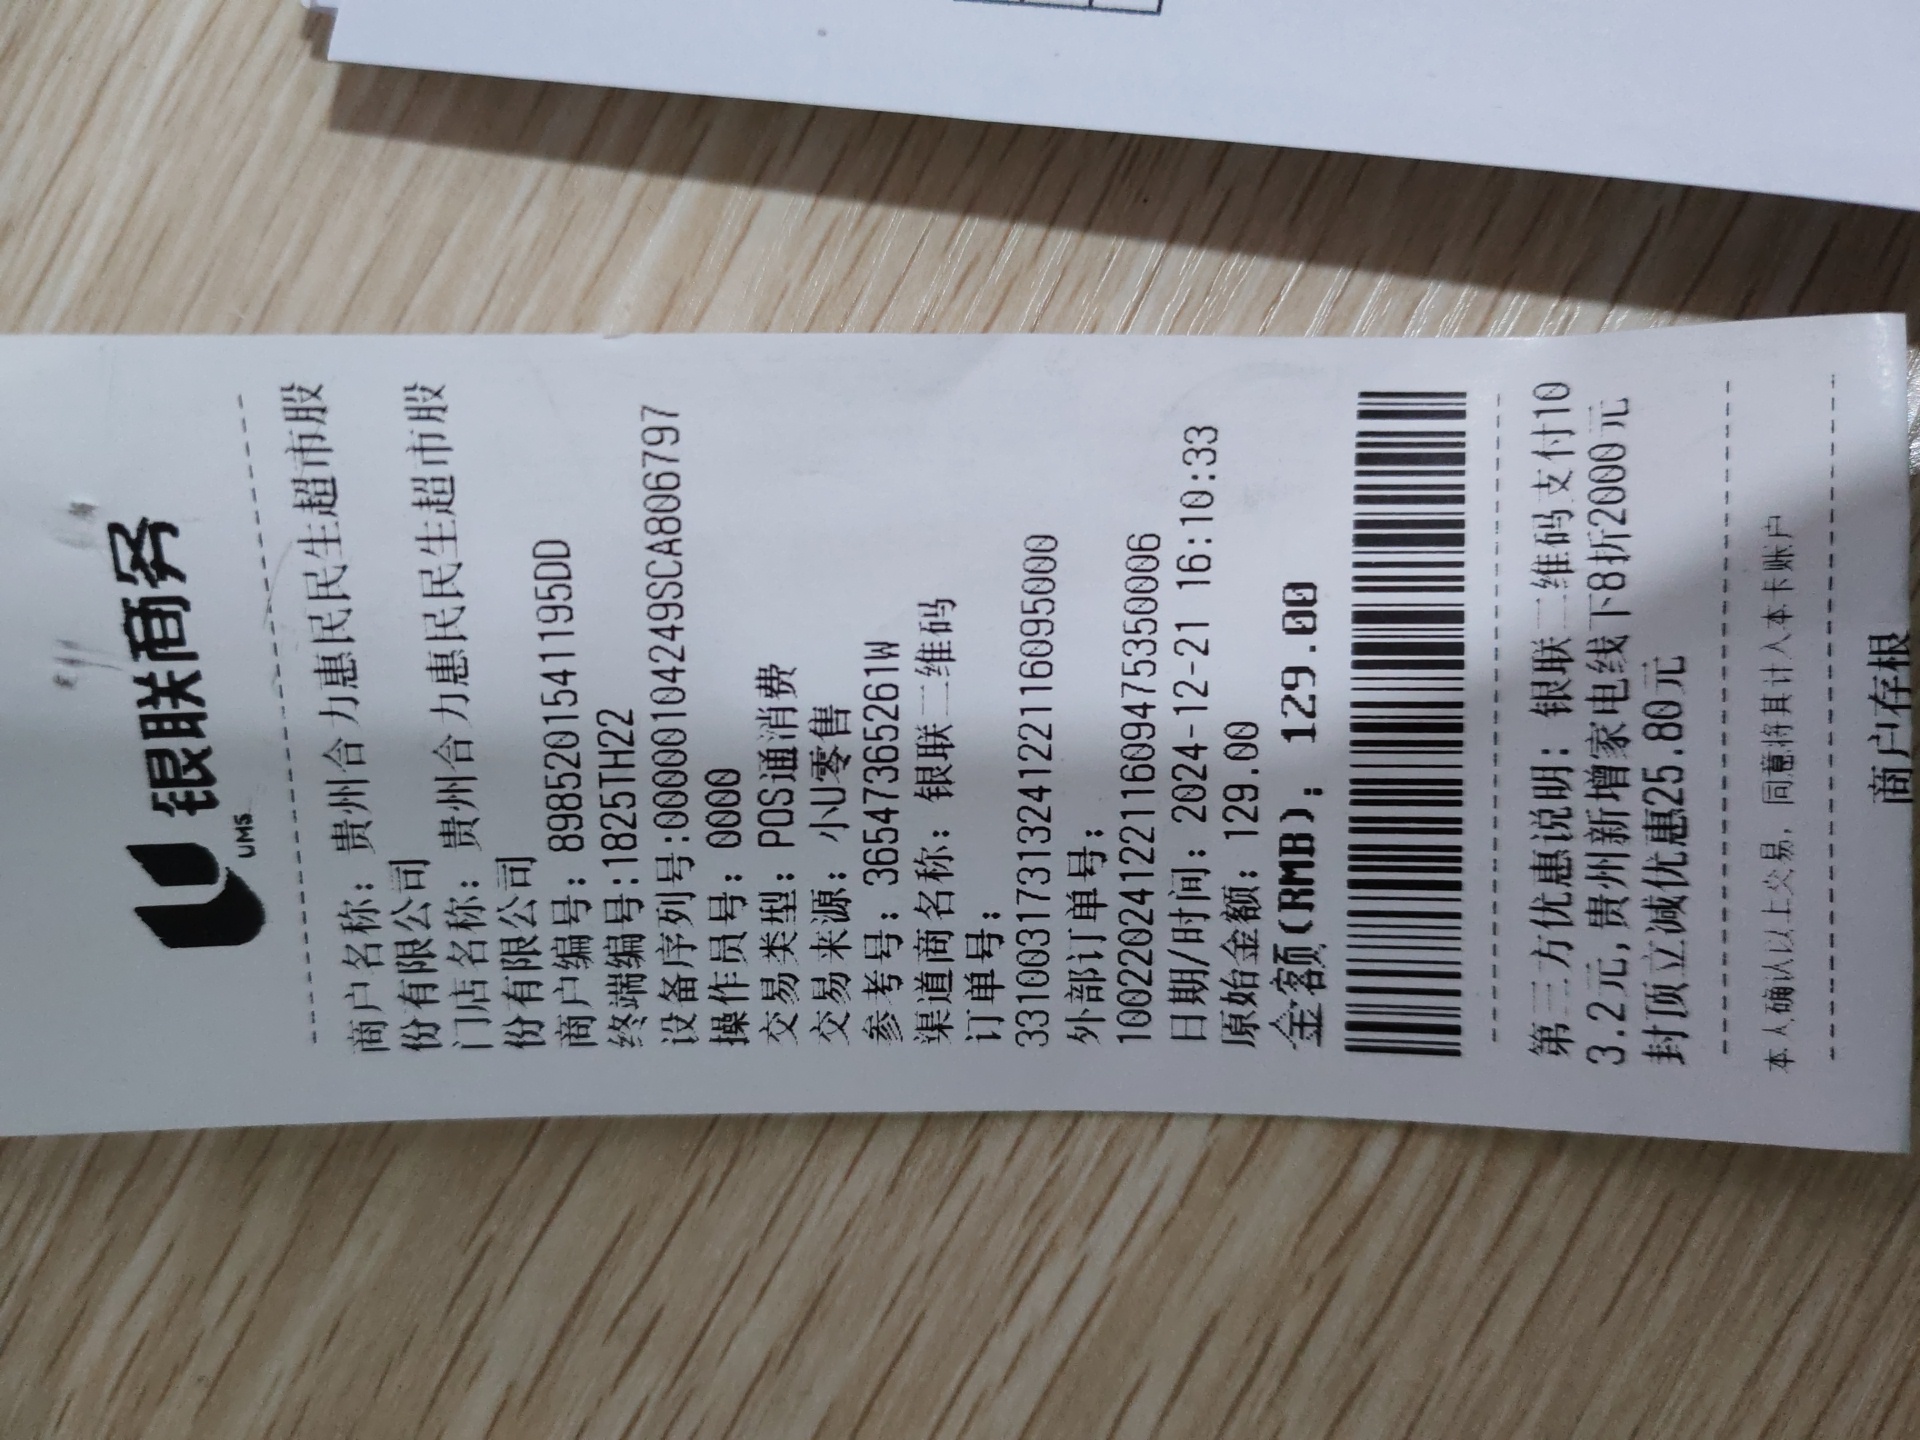 银联商务
UMS
商户名称：贵州合力惠民民生超市股
份有限公司
门店名称：贵州合力惠民民生超市股
份有限公司
商户编号：8985201541195DD
终端编号:1825TH22
设备序列号:00000104249SCA806797
操作员号：0000
交易类型：POS通消费
交易来源：小U零售
参考号：36547365261W
渠道商名称：银联二维码
订单号：
33100317313241221116095000
外部订单号：
10022024122116094753350006
日期/时间：2024-12-21 16:10:33
原始金额：129.00
金额(RMB)：129.00
第三方优惠说明：银联二维码支付10
3.2元,贵州新增家电线下8折2000元
封顶立减优惠25.80元
本人确认以上交易，同意将其计入本卡账户
商户存根